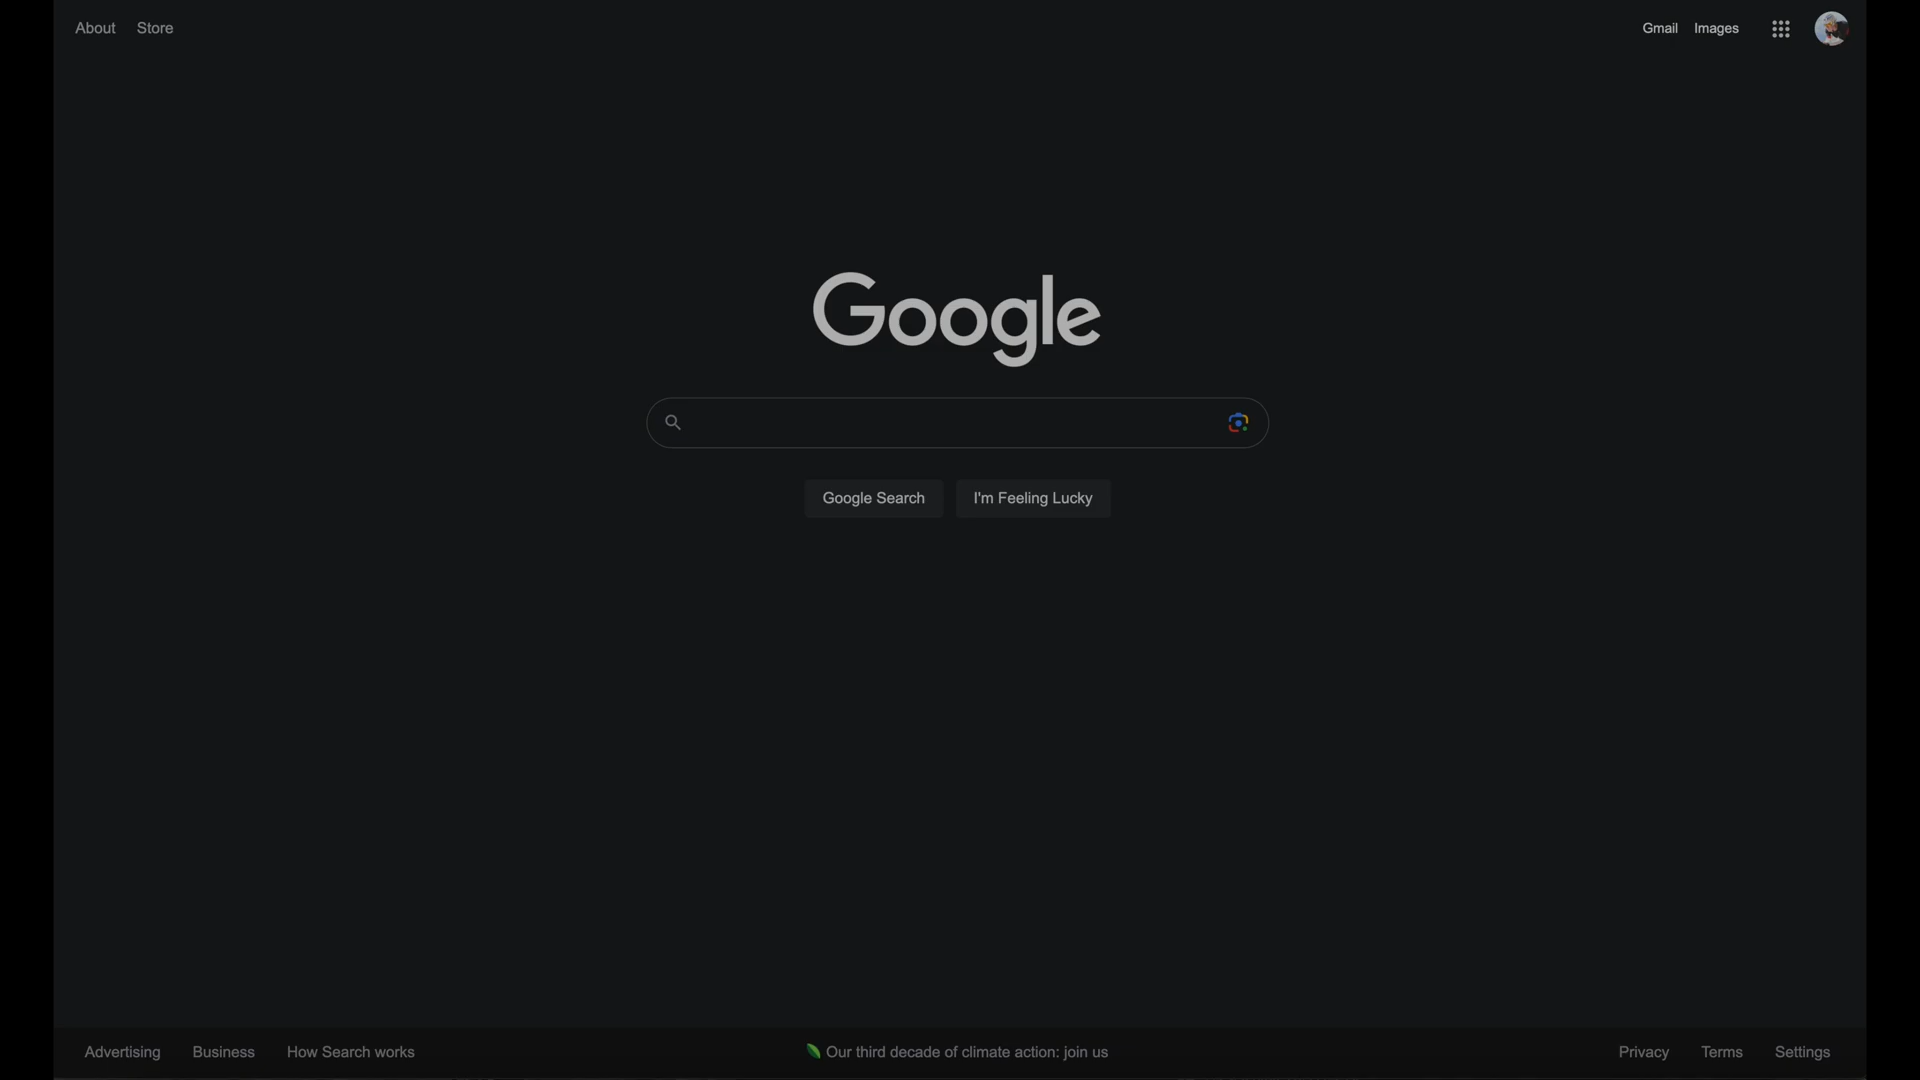 About Store
Gmail Images
Google
Google Search I'm Feeling Lucky
Advertising Business How Search works
Our third decade of climate action: join us
Privacy Terms Settings